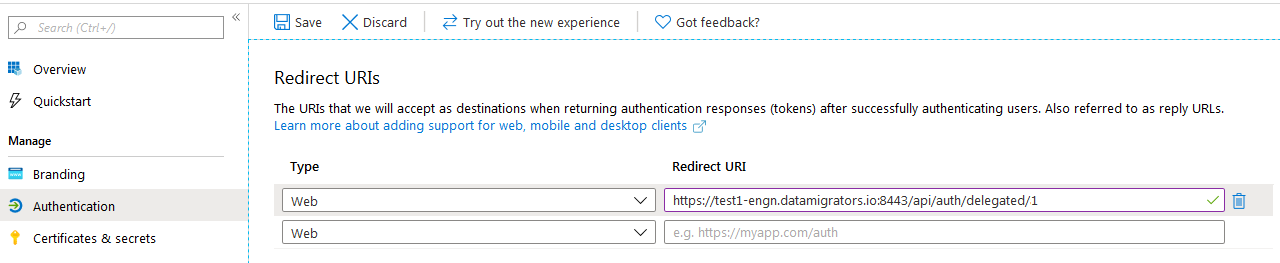 Search (Ctrl+/)
«
Save
Discard
Try out the new experience
Got feedback?
Overview
Quickstart
Manage
Branding
Authentication
Certificates & secrets
Redirect URIs
The URIs that we will accept as destinations when returning authentication responses (tokens) after successfully authenticating users. Also referred to as reply URLs.
Learn more about adding support for web, mobile and desktop clients
Type
Redirect URI
Web
https://test1-engn.datamigrators.io:8443/api/auth/delegated/1
Web
e.g. https://myapp.com/auth